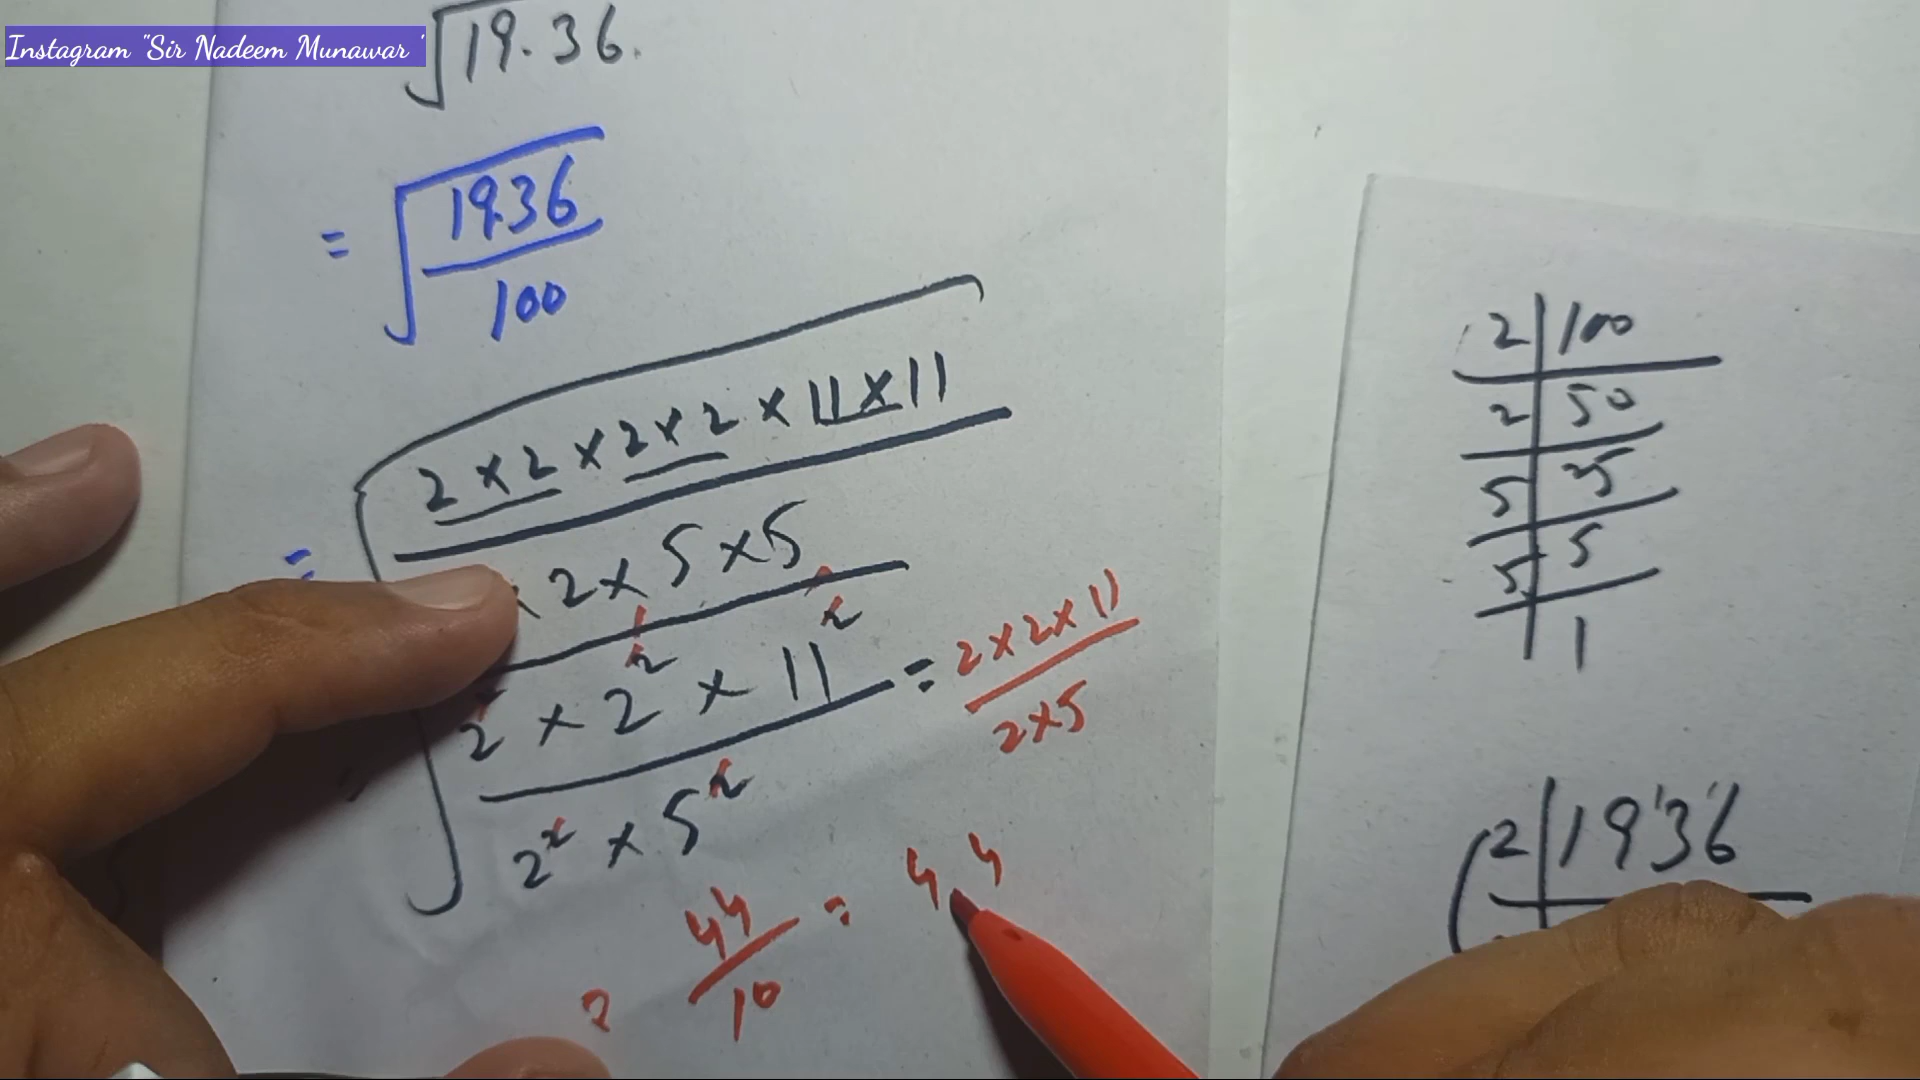 Instagram "Sir Nadeem Munawar"
√19.36
= √19.36/100
= 2 × 2 × 2 × 2 × 11 × 11
× 2 × 5 × 5
2² × 2² × 11² = 2 × 2 × 11
2² × 5² 2 × 5
= 44/10 = 4.4
2 | 100
2 | 50
5 | 25
5 | 5
1
2 | 1936